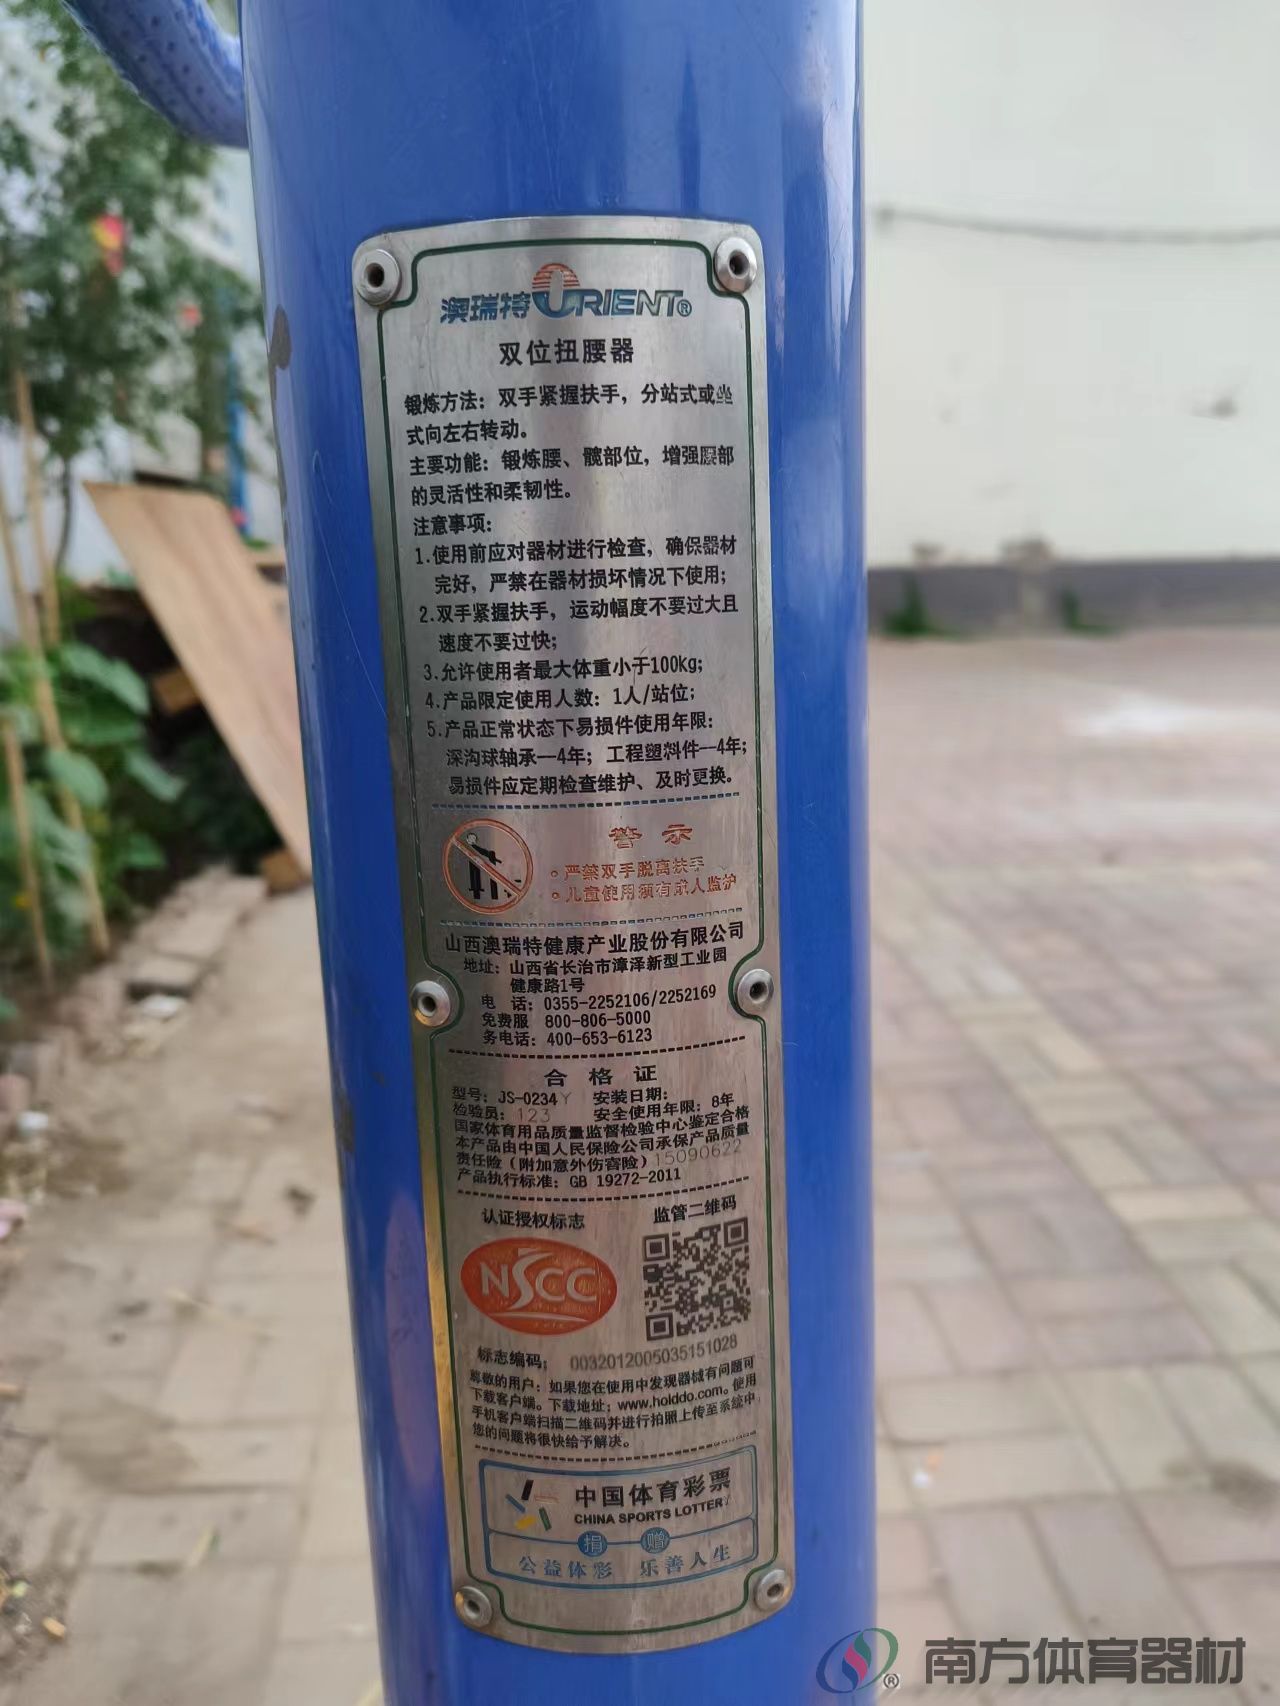 澳瑞特 ORIENT®
双位扭腰器
锻炼方法：双手紧握扶手，分站式或坐
式向左右转动。
主要功能：锻炼腰、髋部位，增强腰部
的灵活性和柔韧性。
注意事项：
1.使用前应对器材进行检查，确保器材
完好，严禁在器材损坏情况下使用；
2.双手紧握扶手，运动幅度不要过大且
速度不要过快；
3.允许使用者最大体重小于100kg；
4.产品限定使用人数：1人/站位；
5.产品正常状态下易损件使用年限：
深沟球轴承--4年；工程塑料件--4年；
易损件应定期检查维护、及时更换。
警示
。严禁双手脱离扶手
。儿童使用须有成人监护
山西澳瑞特健康产业股份有限公司
地址：山西省长治市漳泽新型工业园
健康路1号
电 话：0355-2252106/2252169
免费服 800-806-5000
务电话：400-653-6123
合格证
型号：JS-0234Y 安装日期：
检验员：123 安全使用年限：8年
国家体育用品质量监督检验中心鉴定合格
本产品由中国人民保险公司承保产品质量
责任险（附加意外伤害险）15090622
产品执行标准：GB 19272-2011
认证授权标志 监管二维码
NSCC
标志编码：0032012005035151028
尊敬的用户：如果您在使用中发现器械有问题可
下载客户端。下载地址：www.holddo.com。使用
手机客户端扫描二维码并进行拍照上传至系统中，
您的问题将很快给予解决。
中国体育彩票
CHINA SPORTS LOTTERY
捐 赠
公益体彩 乐善人生
® 南方体育器材